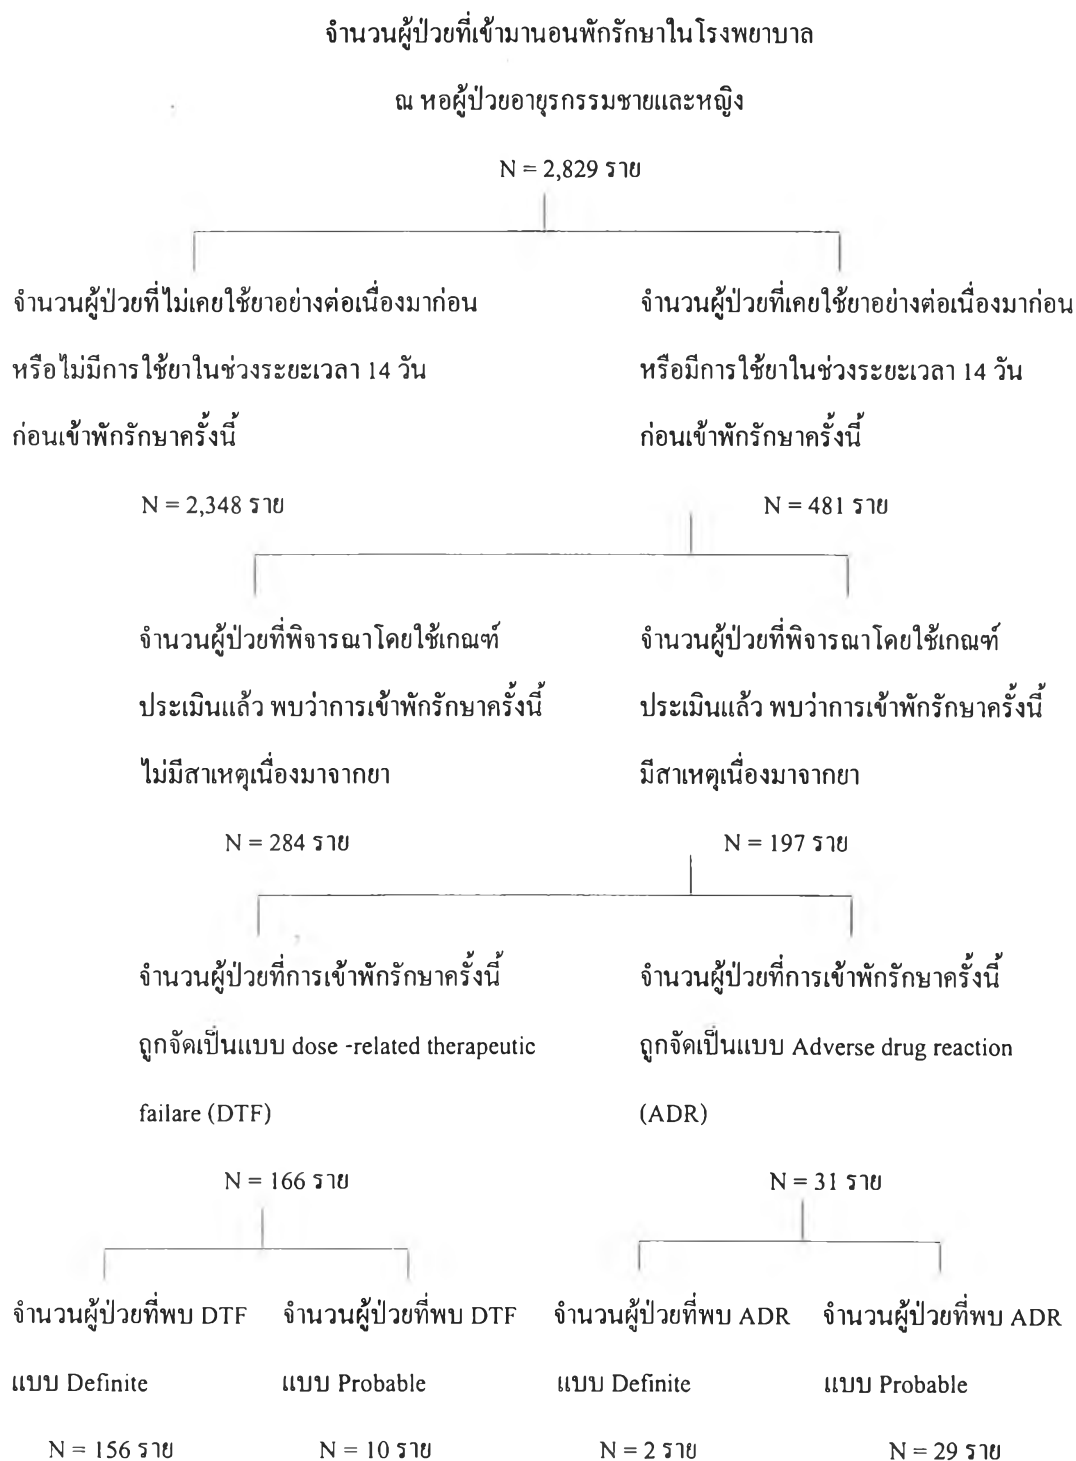 จำนวนผู้ป่วยที่เข้ามานอนพักรักษาในโรงพยาบาล
ณ หอผู้ป่วยอายุรกรรมชายและหญิง
N = 2,829 ราย
จำนวนผู้ป่วยที่ไม่เคยใช้ยาอย่างต่อเนื่องมาก่อน
หรือไม่มีการใช้ยาในช่วงระยะเวลา 14 วัน
ก่อนเข้าพักรักษาครั้งนี้
N = 2,348 ราย
จำนวนผู้ป่วยที่เคยใช้ยาอย่างต่อเนื่องมาก่อน
หรือมีการใช้ยาในช่วงระยะเวลา 14 วัน
ก่อนเข้าพักรักษาครั้งนี้
N = 481 ราย
จำนวนผู้ป่วยที่พิจารณาโดยใช้เกณฑ์
ประเมินแล้ว พบว่าการเข้าพักรักษาครั้งนี้
ไม่มีสาเหตุเนื่องมาจากยา
N = 284 ราย
จำนวนผู้ป่วยที่พิจารณาโดยใช้เกณฑ์
ประเมินแล้ว พบว่าการเข้าพักรักษาครั้งนี้
มีสาเหตุเนื่องมาจากยา
N = 197 ราย
จำนวนผู้ป่วยที่การเข้าพักรักษาครั้งนี้
ถูกจัดเป็นแบบ dose -related therapeutic
failare (DTF)
N = 166 ราย
จำนวนผู้ป่วยที่การเข้าพักรักษาครั้งนี้
ถูกจัดเป็นแบบ Adverse drug reaction
(ADR)
N = 31 ราย
จำนวนผู้ป่วยที่พบ DTF
แบบ Definite
N = 156 ราย
จำนวนผู้ป่วยที่พบ DTF
แบบ Probable
N = 10 ราย
จำนวนผู้ป่วยที่พบ ADR
แบบ Definite
N = 2 ราย
จำนวนผู้ป่วยที่พบ ADR
แบบ Probable
N = 29 ราย